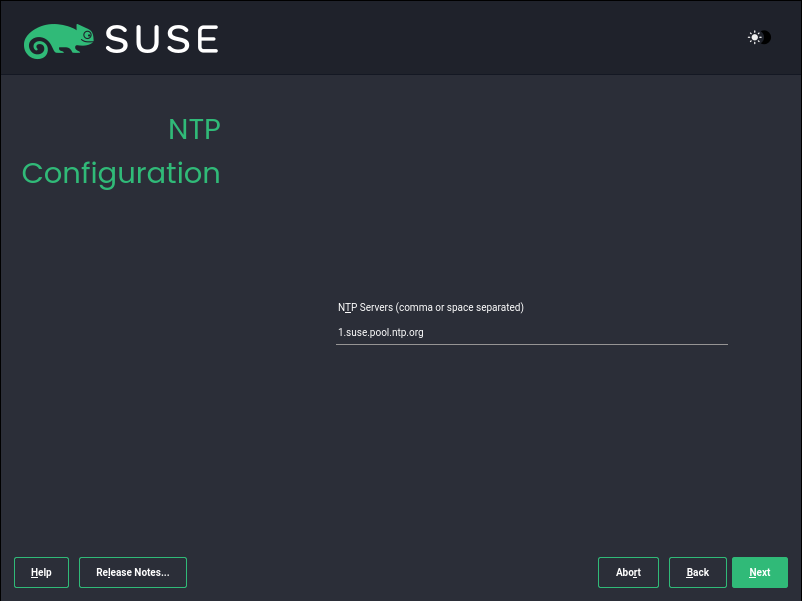 SUSE
NTP
Configuration
NTP Servers (comma or space separated)
1.suse.pool.ntp.org
Help
Release Notes...
Abort
Back
Next